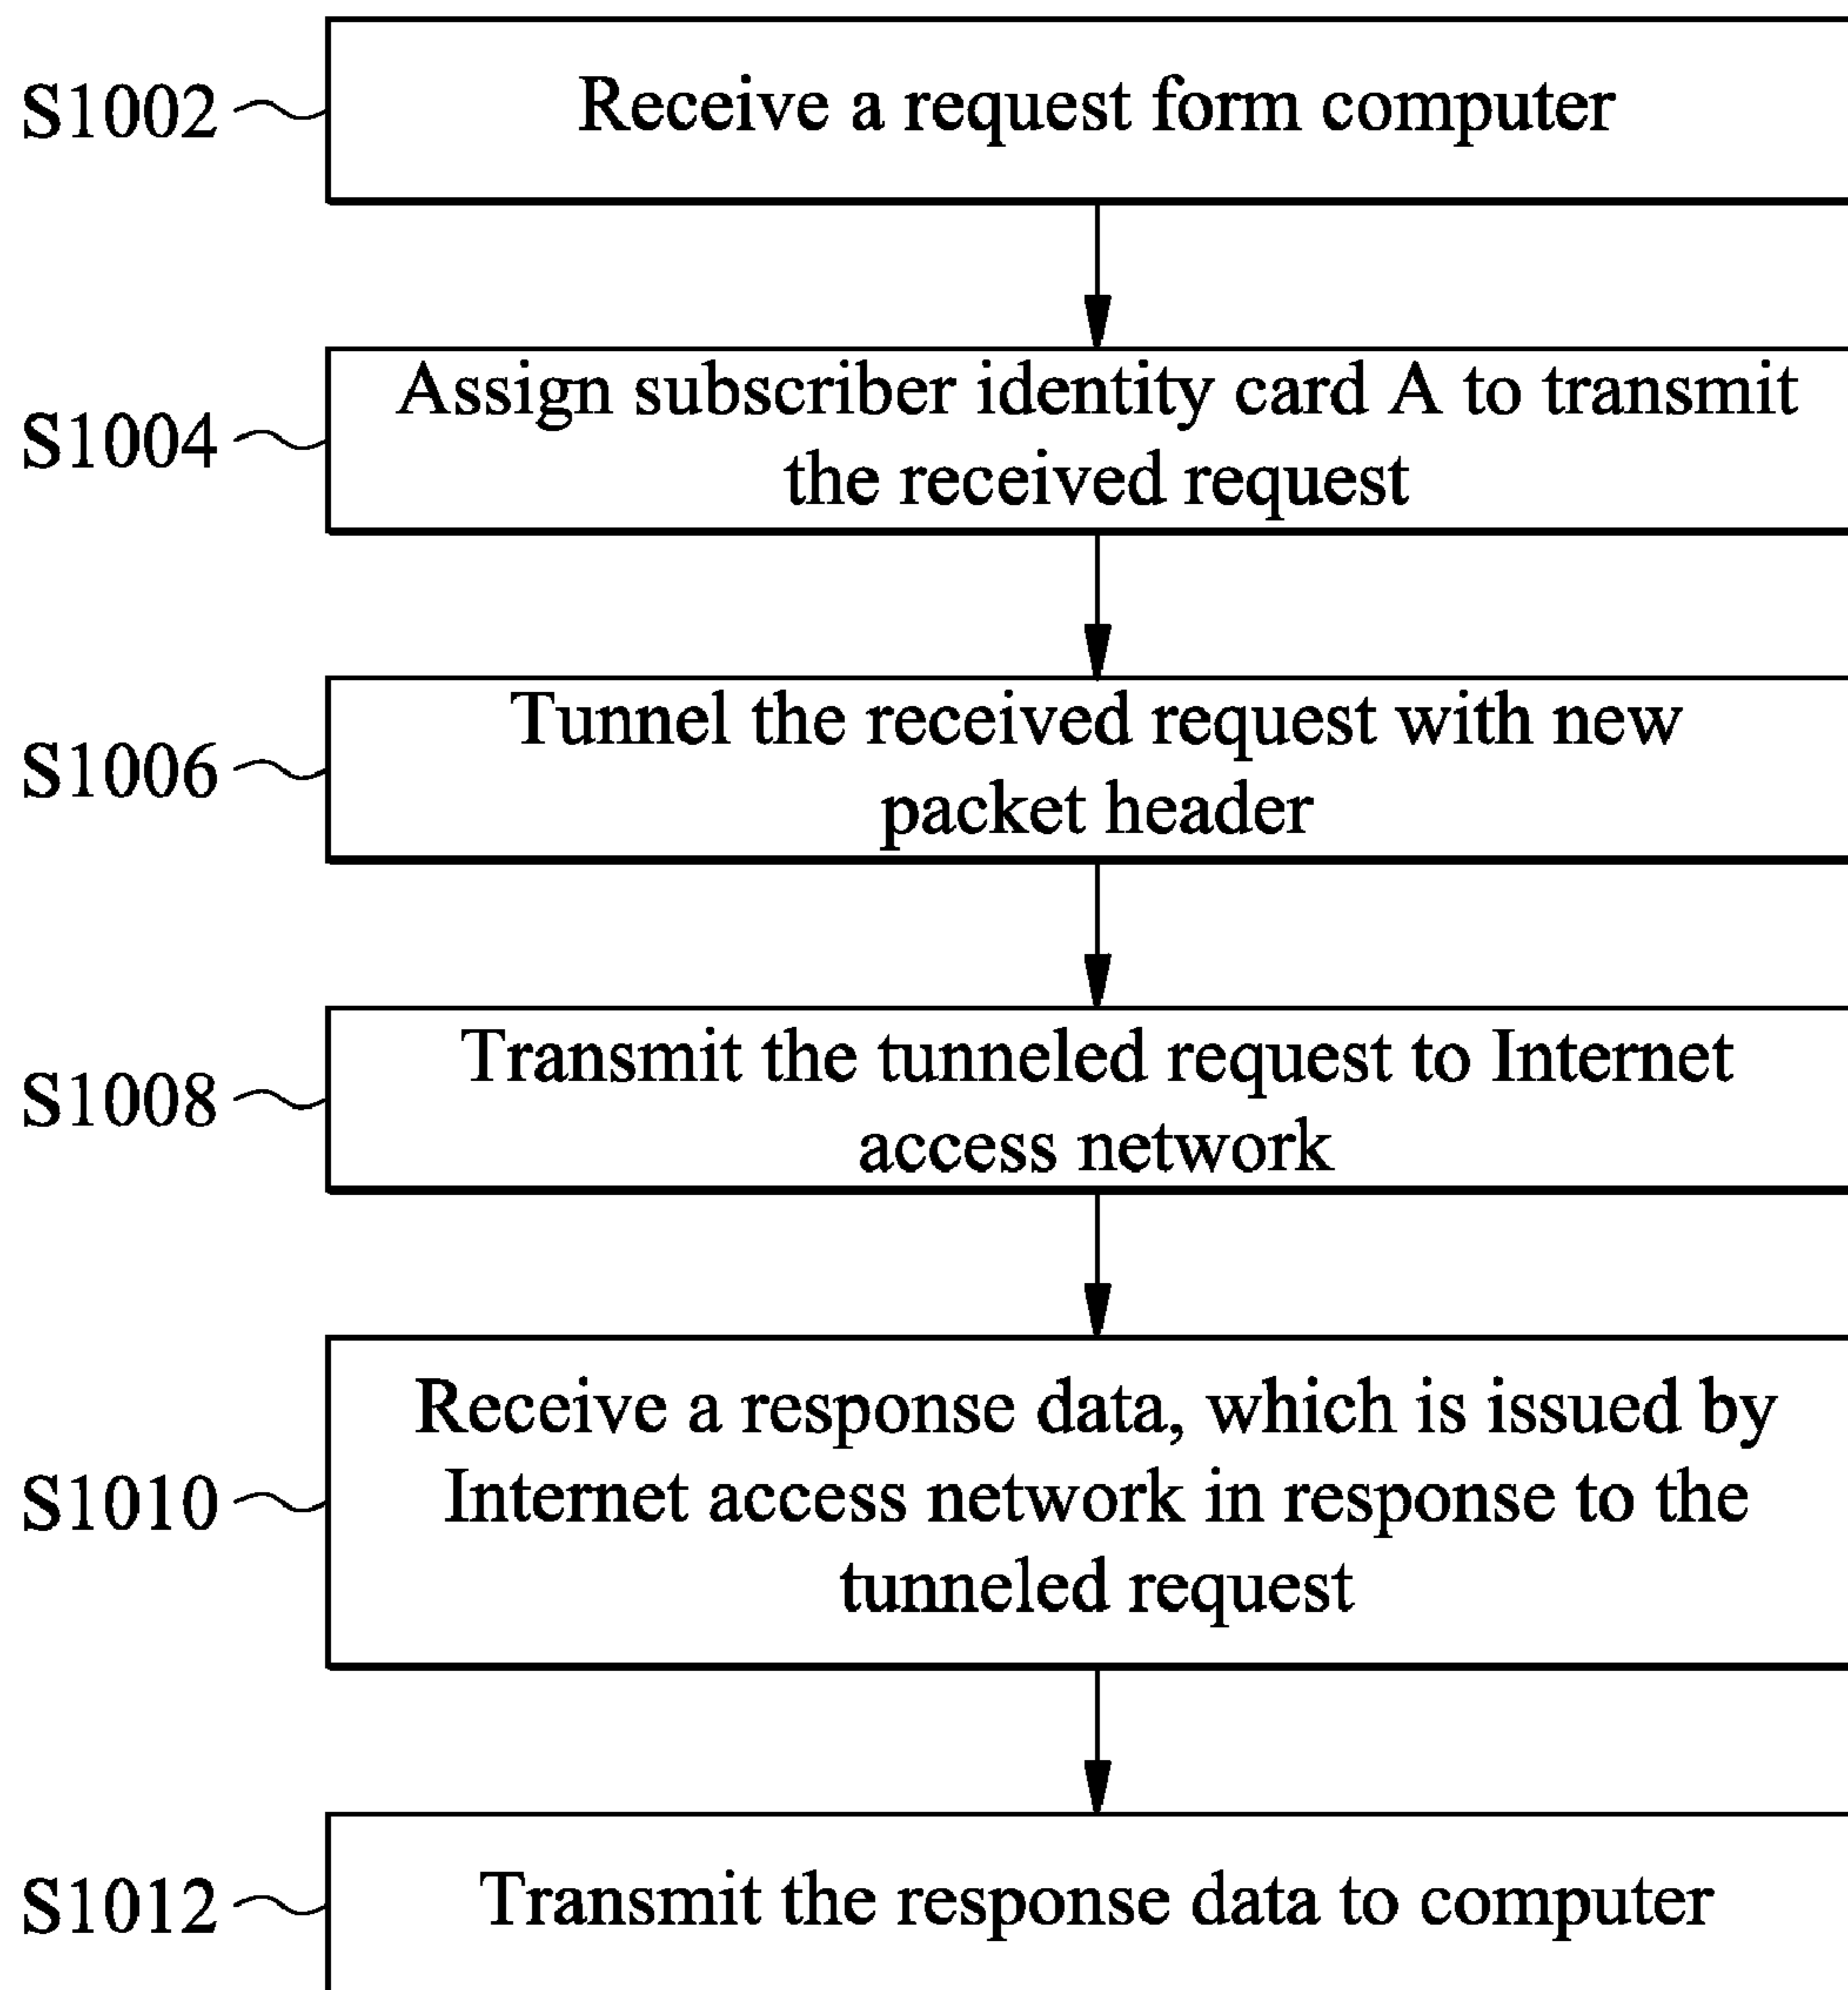 S1002
Receive a request form computer
S1004
Assign subscriber identity card A to transmit
the received request
S1006
Tunnel the received request with new
packet header
S1008
Transmit the tunneled request to Internet
access network
S1010
Receive a response data, which is issued by
Internet access network in response to the
tunneled request
S1012
Transmit the response data to computer